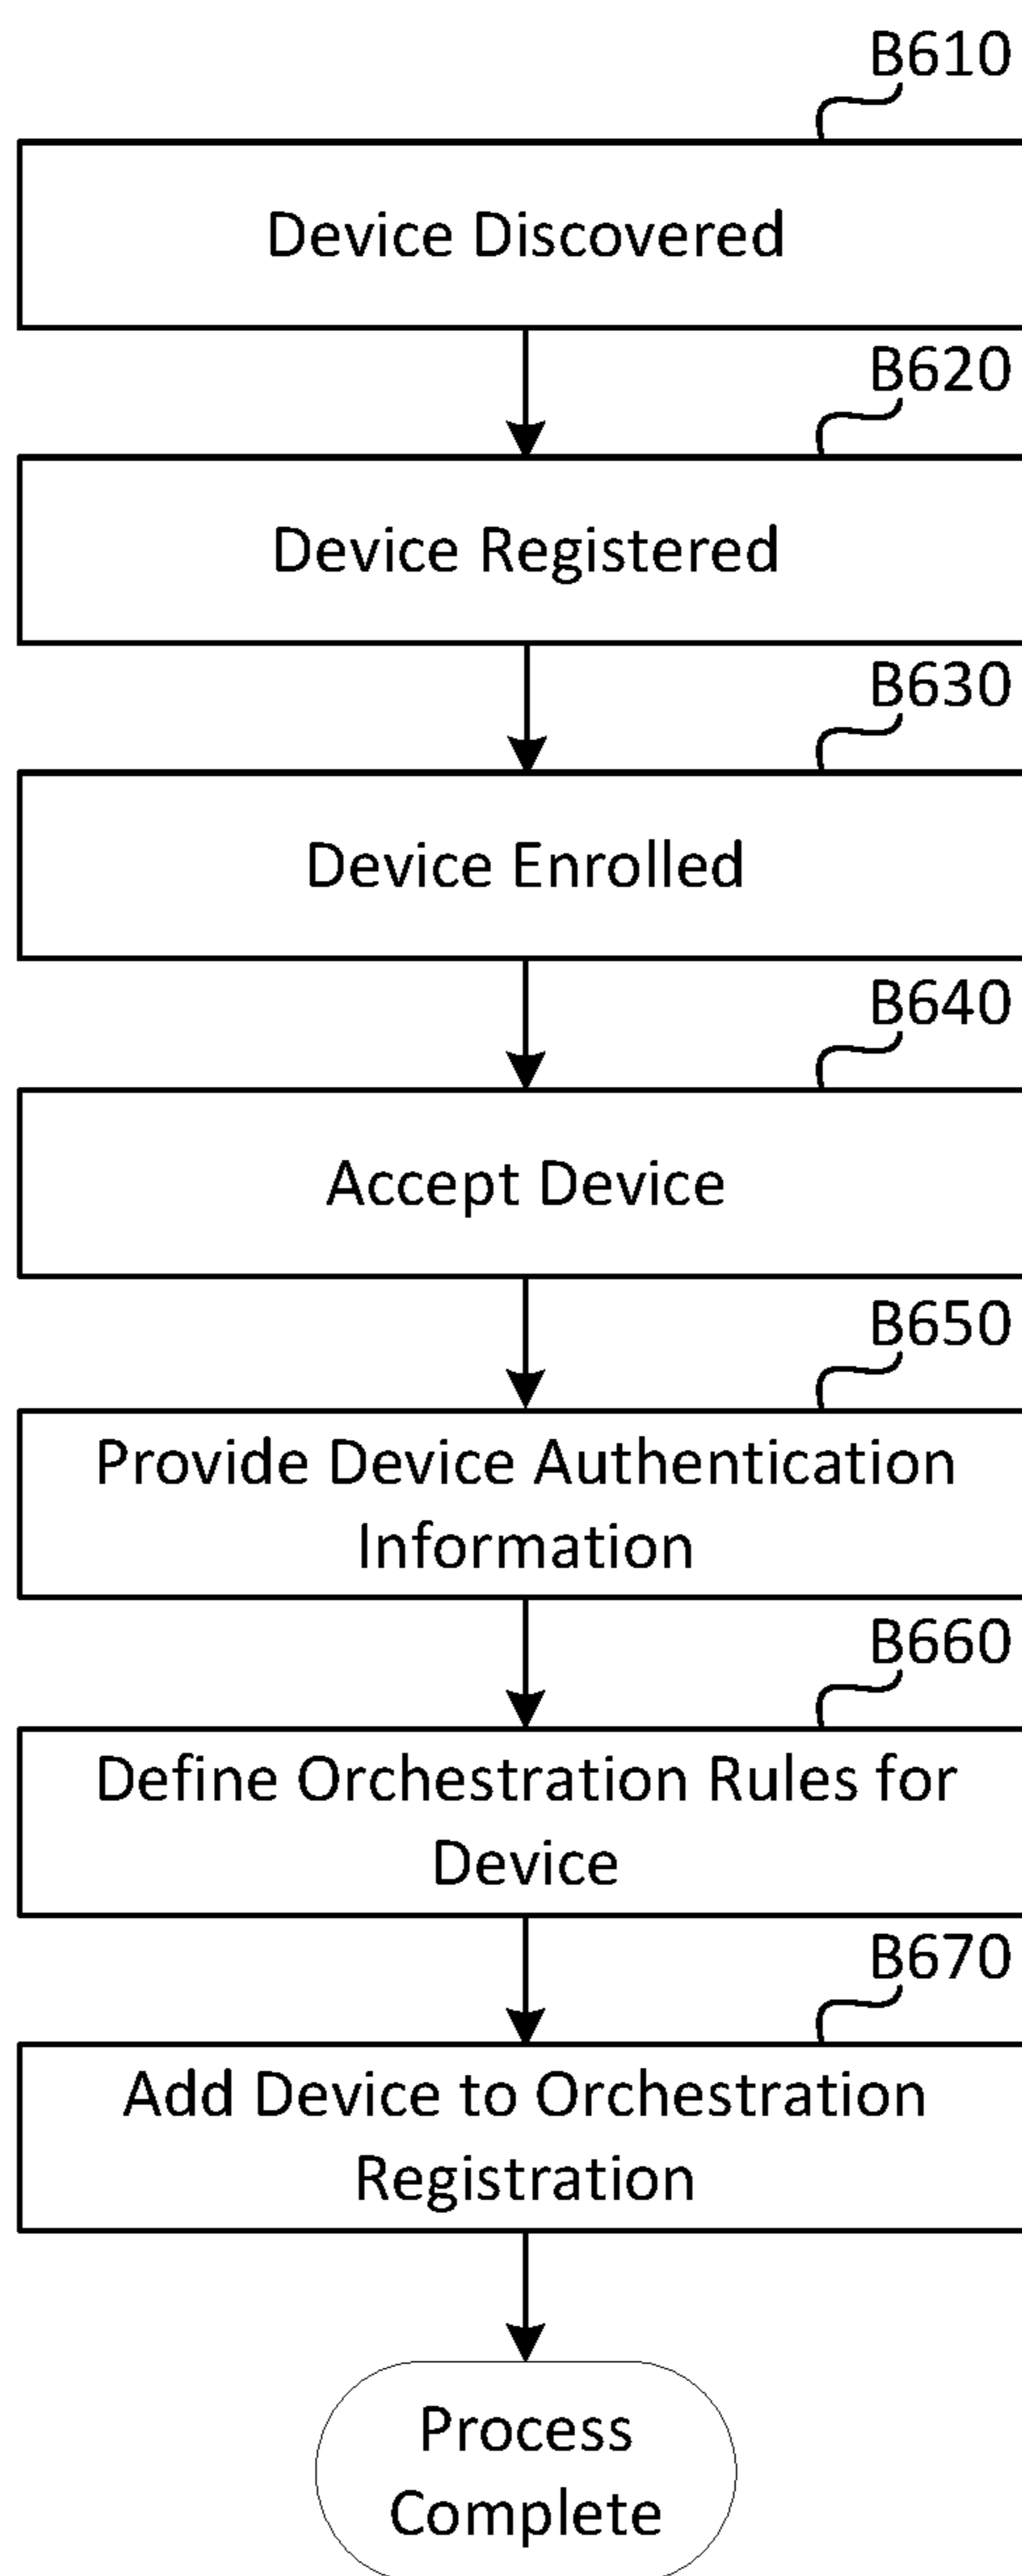 B610
Device Discovered
B620
Device Registered
B630
Device Enrolled
B640
Accept Device
B650
Provide Device Authentication
Information
B660
Define Orchestration Rules for
Device
B670
Add Device to Orchestration
Registration
Process
Complete